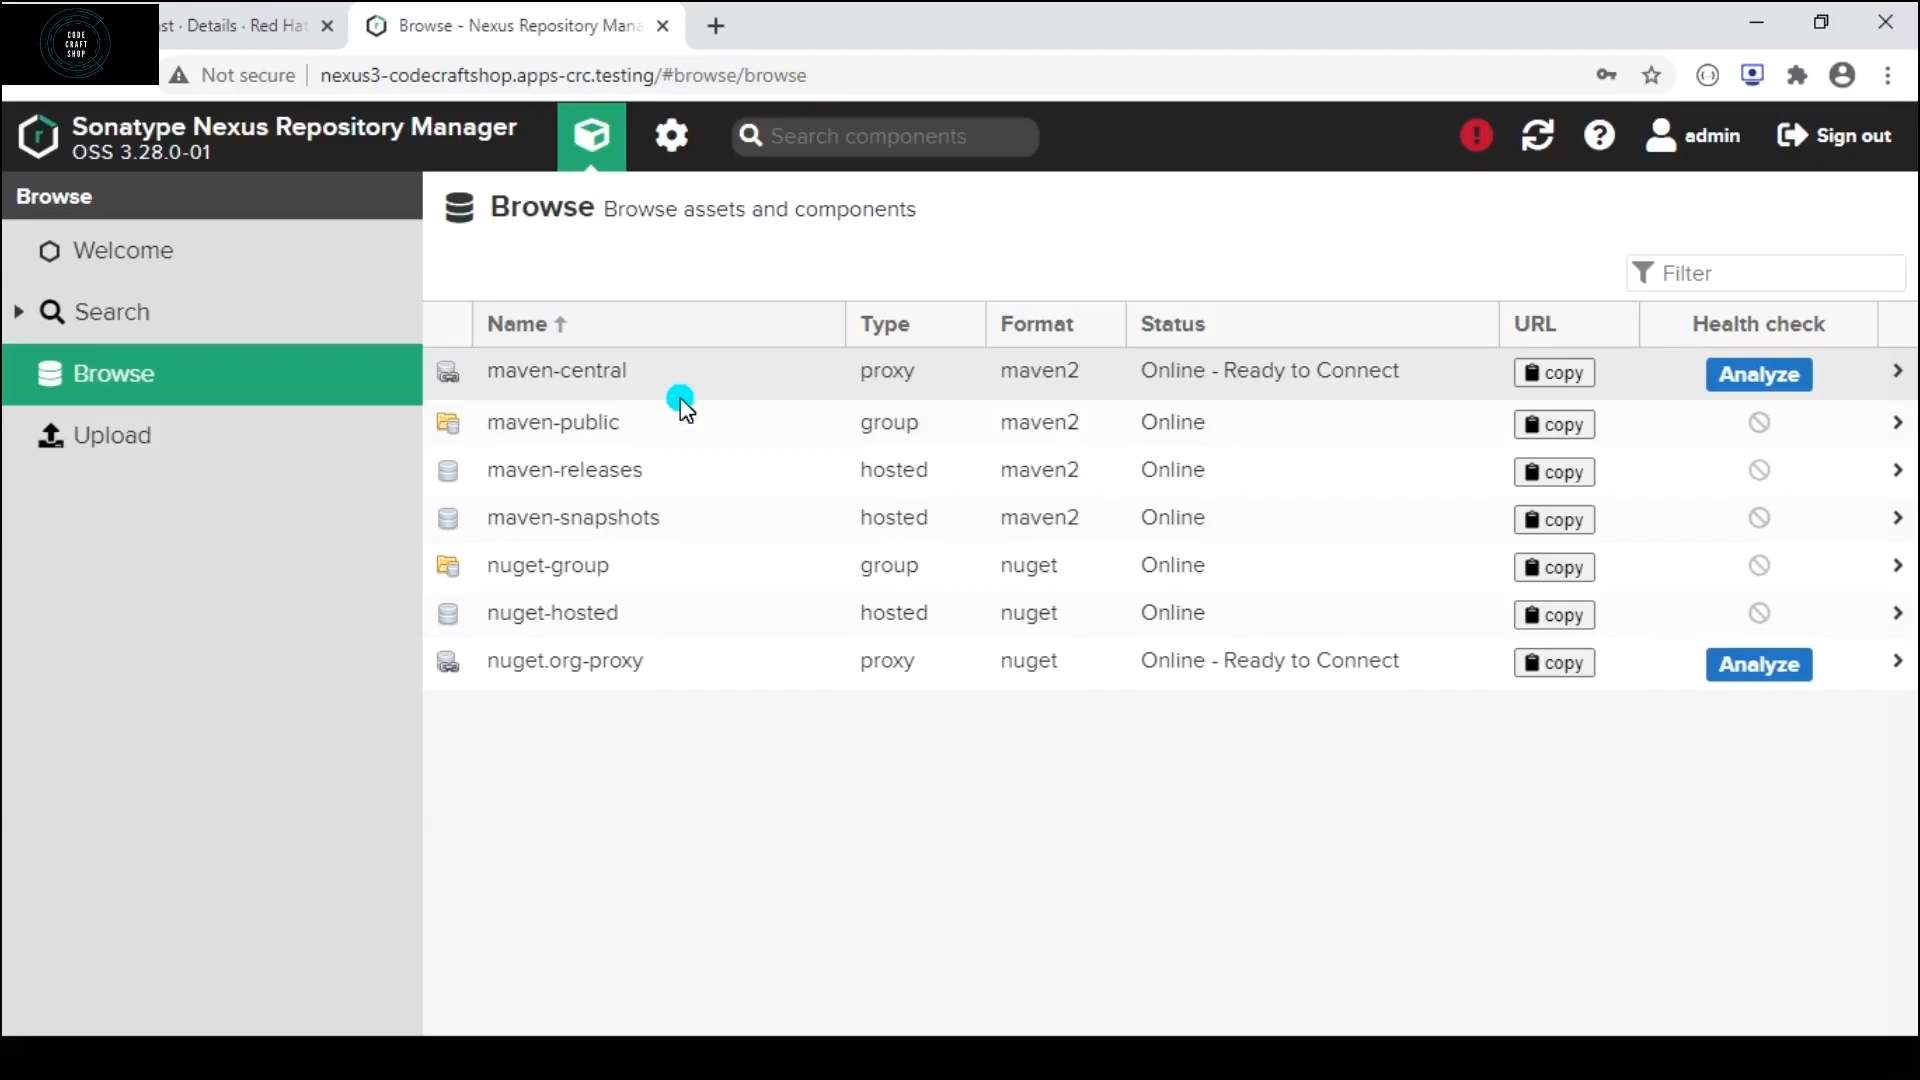 CODE
CRAFT
SHOP
st · Details · Red Hat
Browse - Nexus Repository Mana
Not secure
nexus3-codecraftshop.apps-crc.testing/#browse/browse
Sonatype Nexus Repository Manager
OSS 3.28.0-01
Search components
admin
Sign out
Browse
Welcome
Search
Browse
Upload
Browse Browse assets and components
Filter
Name Type Format Status URL Health check
maven-central proxy maven2 Online - Ready to Connect copy Analyze
maven-public group maven2 Online copy
maven-releases hosted maven2 Online copy
maven-snapshots hosted maven2 Online copy
nuget-group group nuget Online copy
nuget-hosted hosted nuget Online copy
nuget.org-proxy proxy nuget Online - Ready to Connect copy Analyze